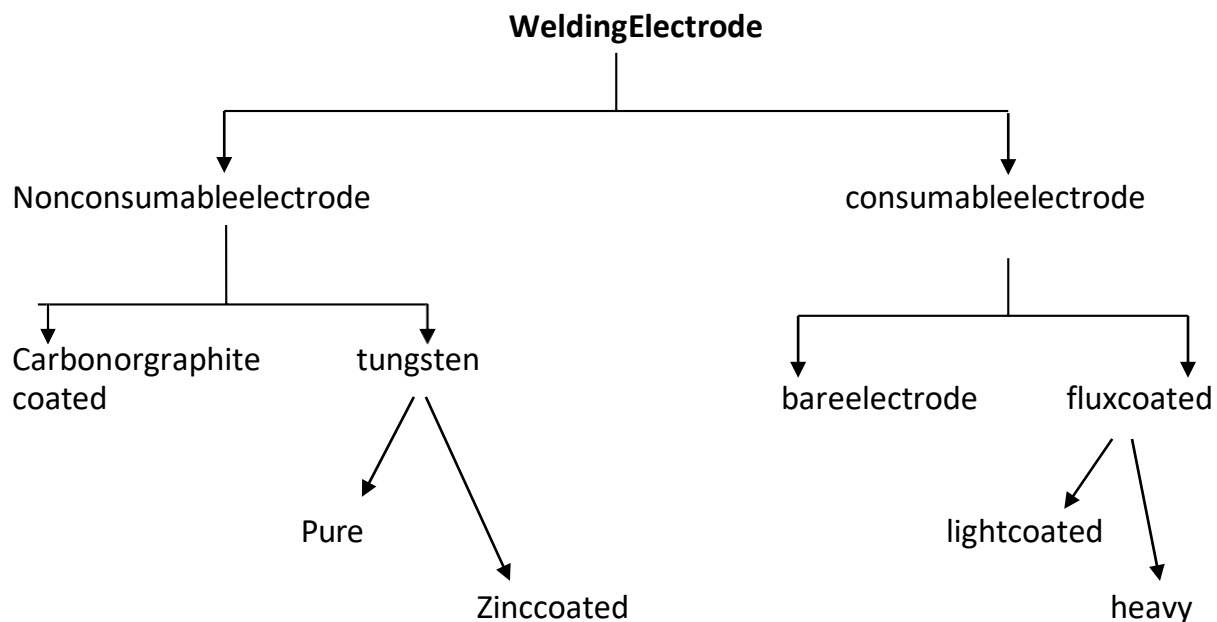 WeldingElectrode
Nonconsumableelectrode
consumableelectrode
Carbonorgraphite
coated
tungsten
bareelectrode
fluxcoated
Pure
lightcoated
Zinccoated
heavy